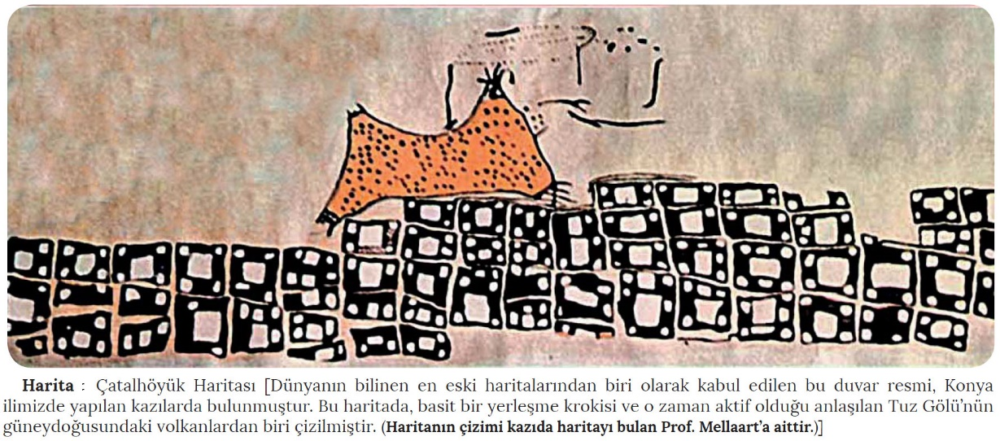 Harita : Çatalhöyük Haritası [Dünyanın bilinen en eski haritalarından biri olarak kabul edilen bu duvar resmi, Konya
ilimizde yapılan kazılarda bulunmuştur. Bu haritada, basit bir yerleşme krokisi ve o zaman aktif olduğu anlaşılan Tuz Gölü’nün
güneydoğusundaki volkanlardan biri çizilmiştir. (Haritanın çizimi kazıda haritayı bulan Prof. Mellaart’a aittir.)]